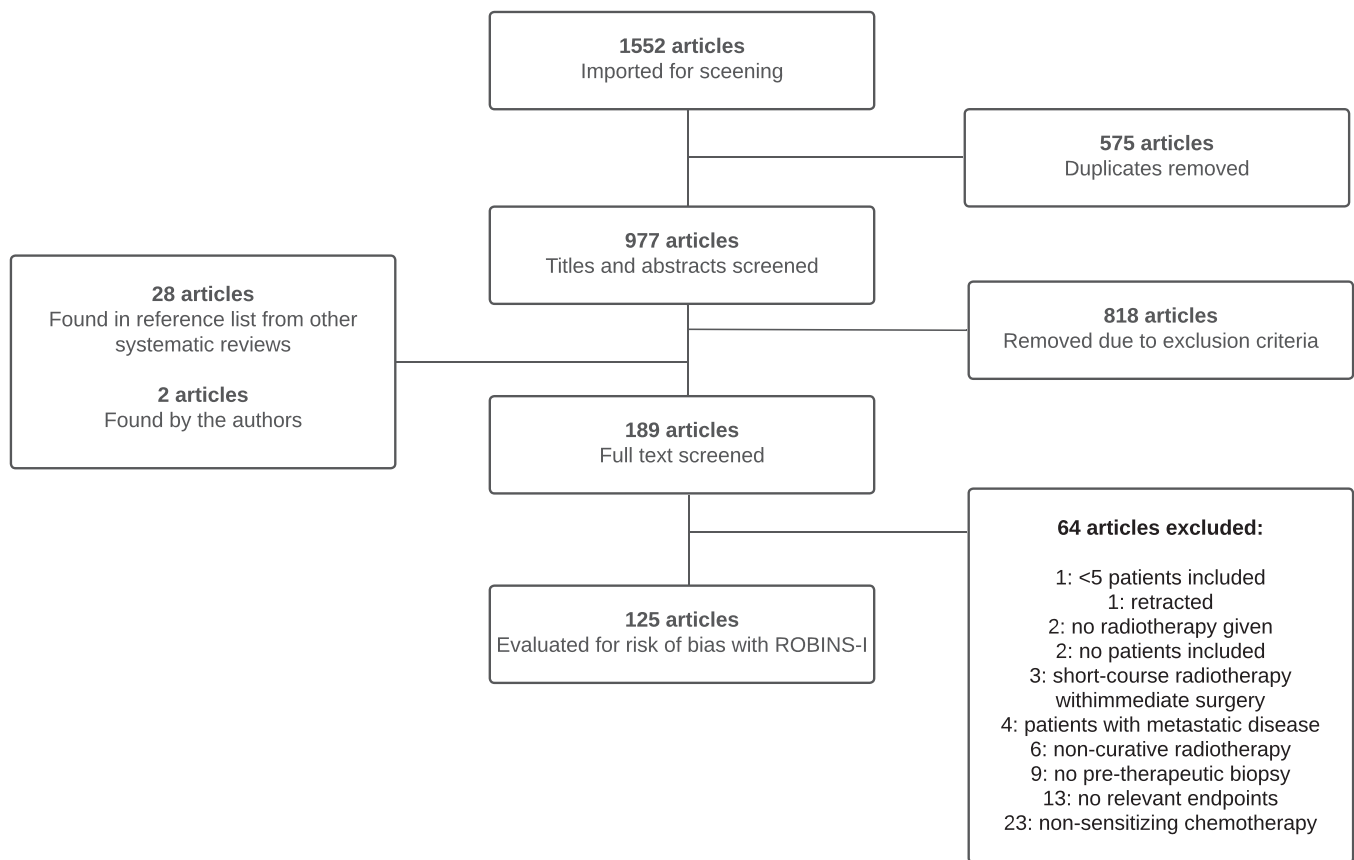 1552 articles
Imported for sceening
575 articles
Duplicates removed
977 articles
Titles and abstracts screened
28 articles
Found in reference list from other
systematic reviews
2 articles
Found by the authors
818 articles
Removed due to exclusion criteria
189 articles
Full text screened
64 articles excluded:
1: <5 patients included
1: retracted
2: no radiotherapy given
2: no patients included
3: short-course radiotherapy
withimmediate surgery
4: patients with metastatic disease
6: non-curative radiotherapy
9: no pre-therapeutic biopsy
13: no relevant endpoints
23: non-sensitizing chemotherapy
125 articles
Evaluated for risk of bias with ROBINS-I